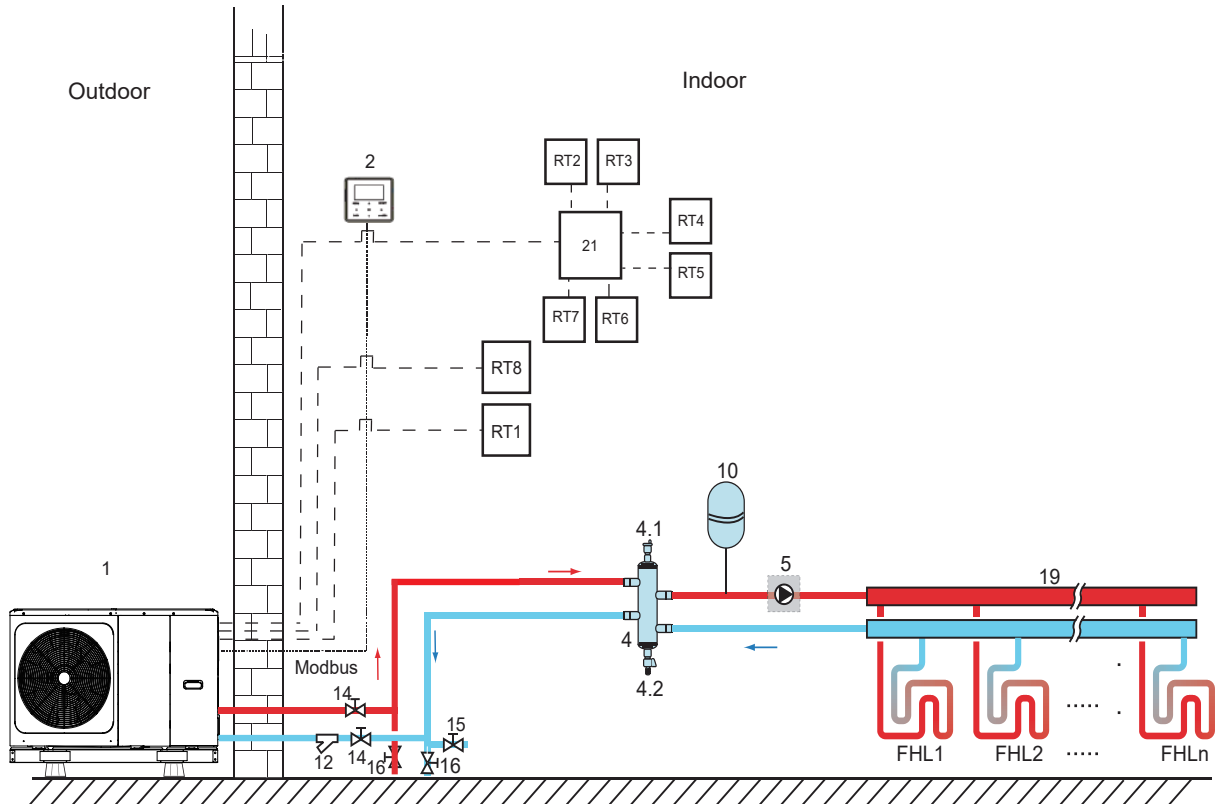 Outdoor
Indoor
2
RT2
RT3
RT4
21
RT5
RT7
RT6
RT8
RT1
10
4.1
5
19
1
4
Modbus
4.2
14
15
12
14
16
16
FHL1
FHL2
.....
.....
FHLn